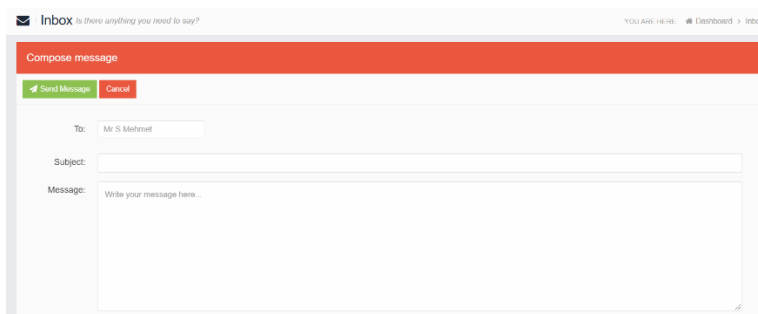 Inbox Is there anything you need to say?
YOU ARE HERE: Dashboard > Inbo
Compose message
Send Message Cancel
To: Mr S Mehmet
Subject:
Message: Write your message here...